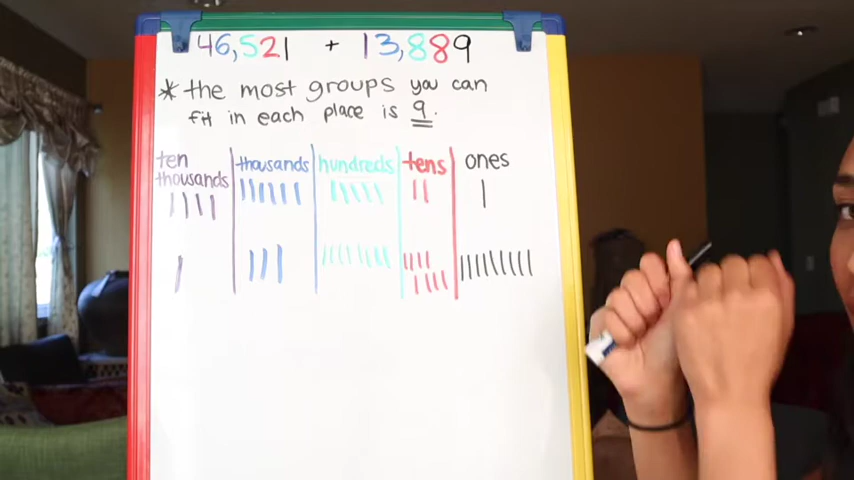 46,521 + 13,889
* the most groups you can
fit in each place is 9.
ten thousands hundreds tens ones
thousands